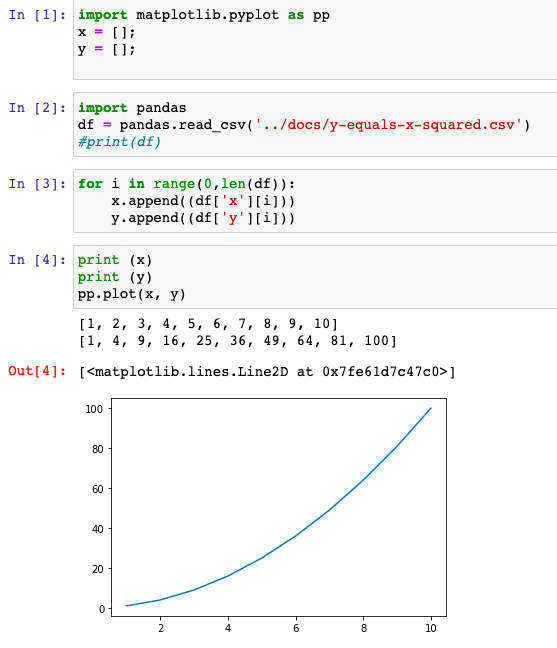 In [1]: import matplotlib.pyplot as pp
x = [];
y = [];
In [2]: import pandas
df = pandas.read_csv('../docs/y-equals-x-squared.csv')
#print(df)
In [3]: for i in range(0,len(df)):
    x.append((df['x'][i]))
    y.append((df['y'][i]))
In [4]: print (x)
print (y)
pp.plot(x, y)
[1, 2, 3, 4, 5, 6, 7, 8, 9, 10]
[1, 4, 9, 16, 25, 36, 49, 64, 81, 100]
Out[4]: [<matplotlib.lines.Line2D at 0x7fe61d7c47c0>]
100
80
60
40
20
0
2 4 6 8 10